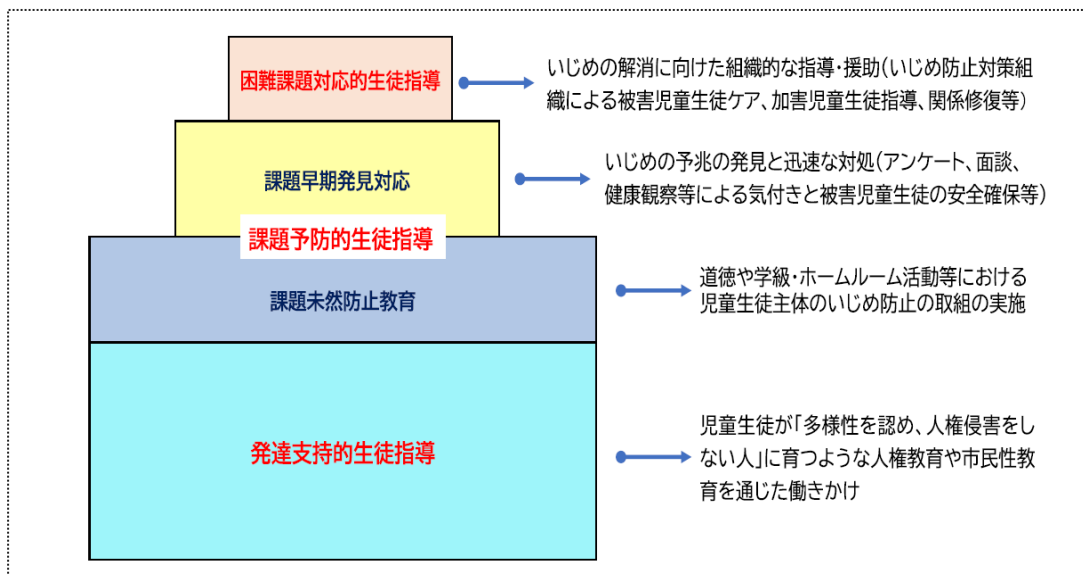 困難課題対応的生徒指導
いじめの解消に向けた組織的な指導・援助(いじめ防止対策組
織による被害児童生徒ケア、加害児童生徒指導、関係修復等)
課題早期発見対応
いじめの予兆の発見と迅速な対処(アンケート、面談、
健康観察等による気付きと被害児童生徒の安全確保等)
課題予防的生徒指導
課題未然防止教育
道徳や学級・ホームルーム活動等における
児童生徒主体のいじめ防止の取組の実施
発達支持的生徒指導
児童生徒が「多様性を認め、人権侵害をし
ない人」に育つような人権教育や市民性教
育を通じた働きかけ